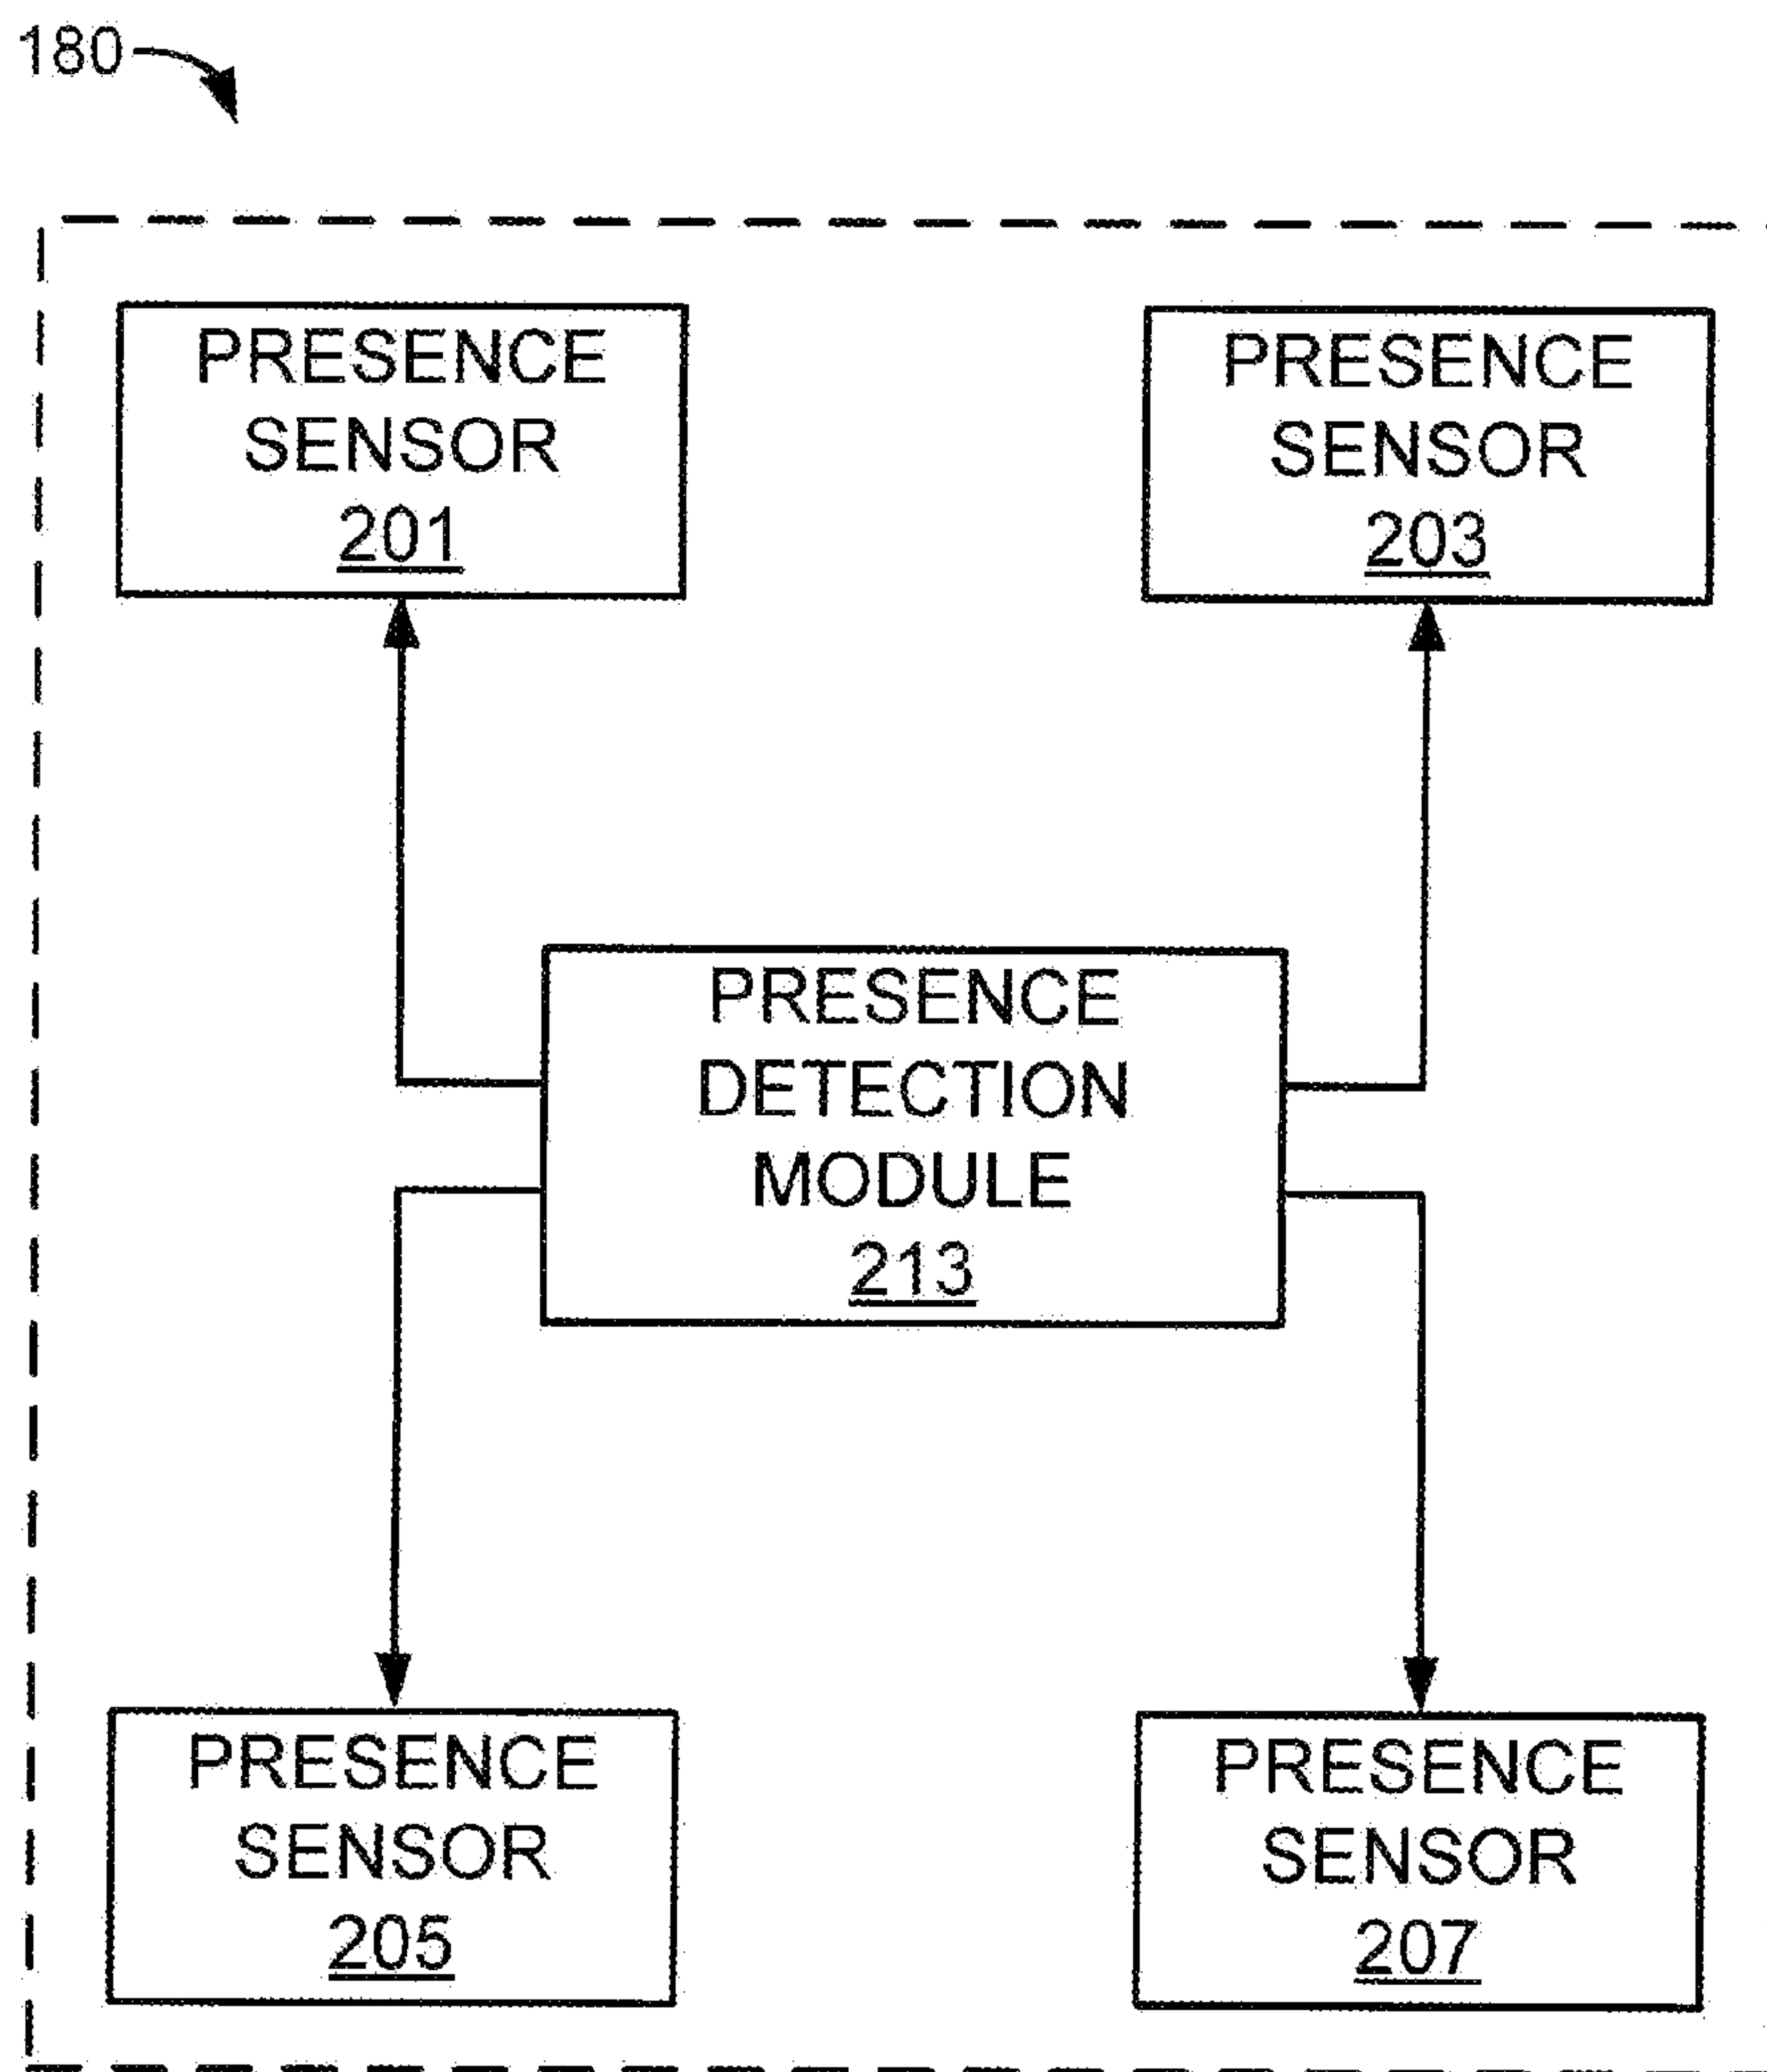 180
PRESENCE
SENSOR
201
PRESENCE
SENSOR
203
PRESENCE
DETECTION
MODULE
213
PRESENCE
SENSOR
205
PRESENCE
SENSOR
207